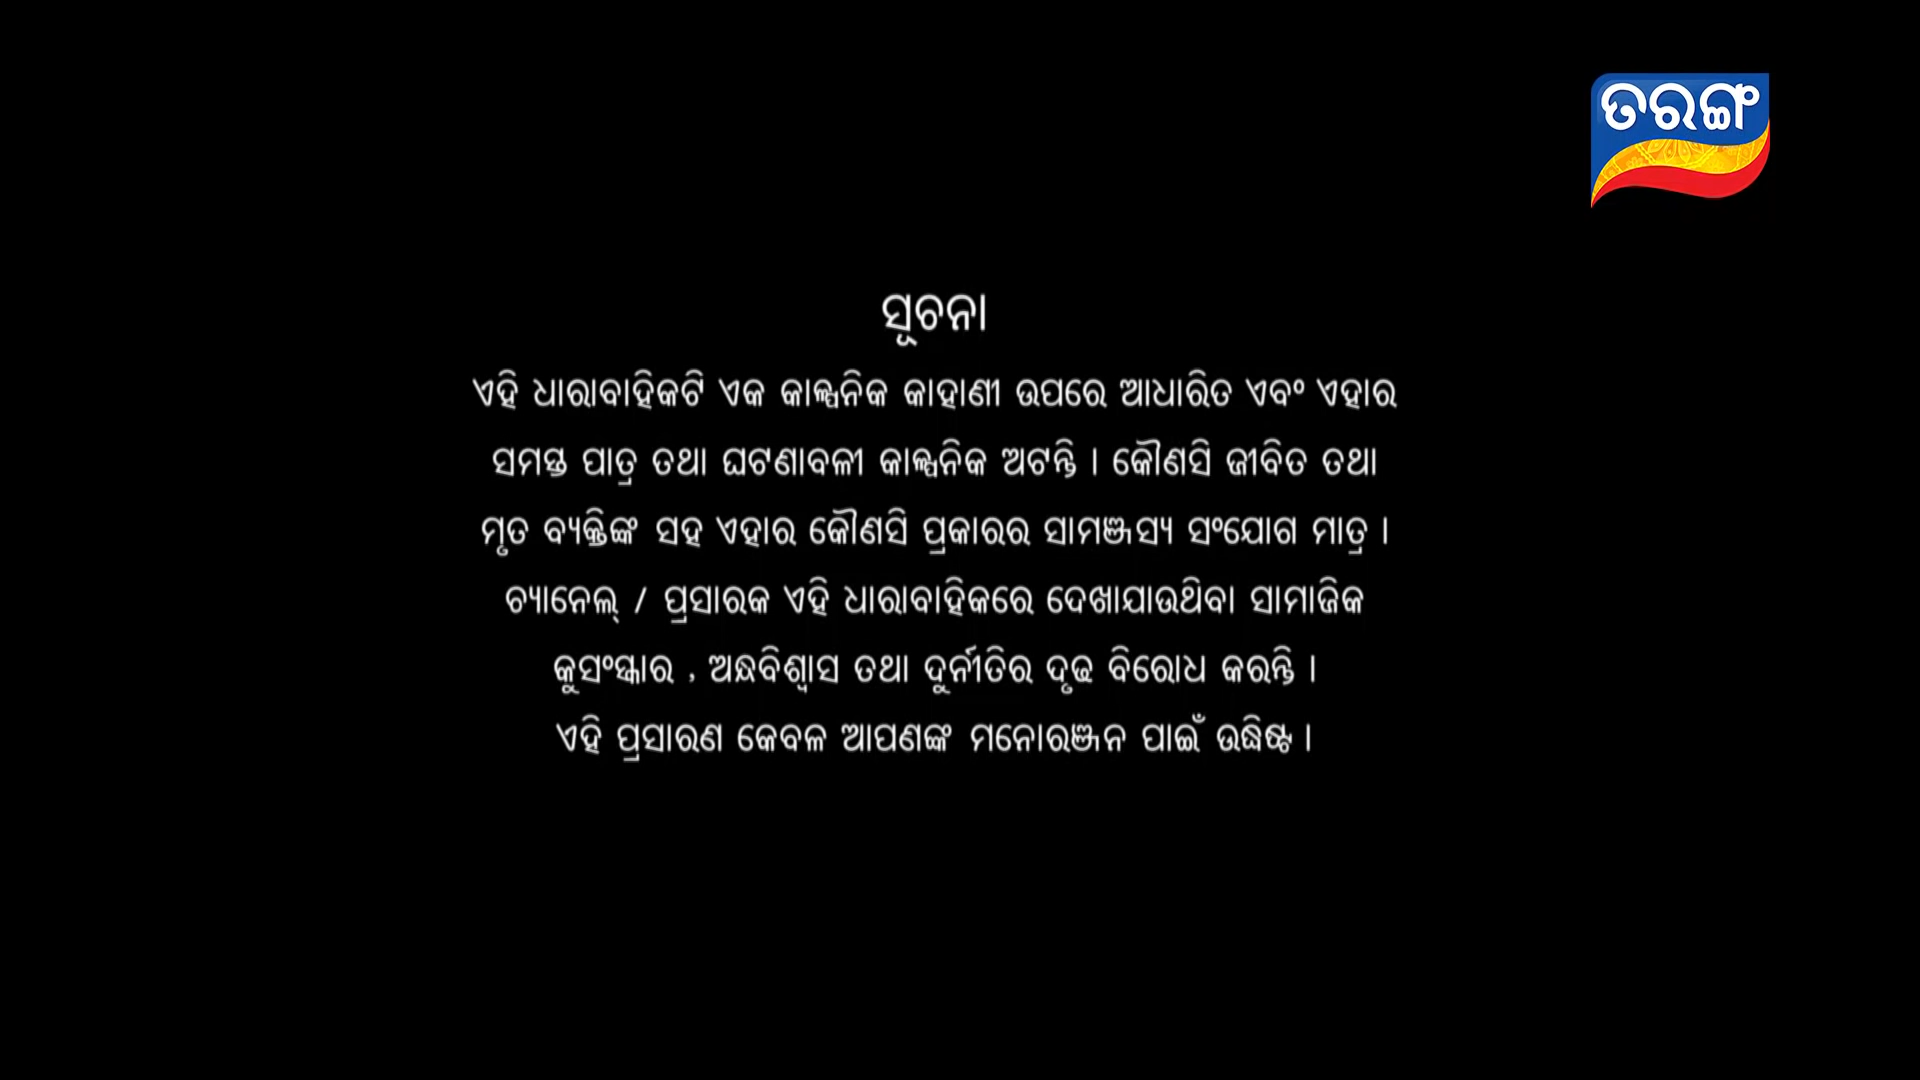 ତରଙ୍ଗ
ସୂଚନା
ଏହି ଧାରାବାହିକଟି ଏକ କାଳ୍ପନିକ କାହାଣୀ ଉପରେ ଆଧାରିତ ଏବଂ ଏହାର
ସମସ୍ତ ପାତ୍ର ତଥା ଘଟଣାବଳୀ କାଳ୍ପନିକ ଅଟନ୍ତି । କୌଣସି ଜୀବିତ ତଥା
ମୃତ ବ୍ୟକ୍ତିଙ୍କ ସହ ଏହାର କୌଣସି ପ୍ରକାରର ସାମଞ୍ଜସ୍ୟ ସଂଯୋଗ ମାତ୍ର ।
ଚ୍ୟାନେଲ୍ / ପ୍ରସାରକ ଏହି ଧାରାବାହିକରେ ଦେଖାଯାଉଥିବା ସାମାଜିକ
କୁସଂସ୍କାର , ଅନ୍ଧବିଶ୍ୱାସ ତଥା ଦୁର୍ନୀତିର ଦୃଢ ବିରୋଧ କରନ୍ତି ।
ଏହି ପ୍ରସାରଣ କେବଳ ଆପଣଙ୍କ ମନୋରଞ୍ଜନ ପାଇଁ ଉଦ୍ଧିଷ୍ଟ ।